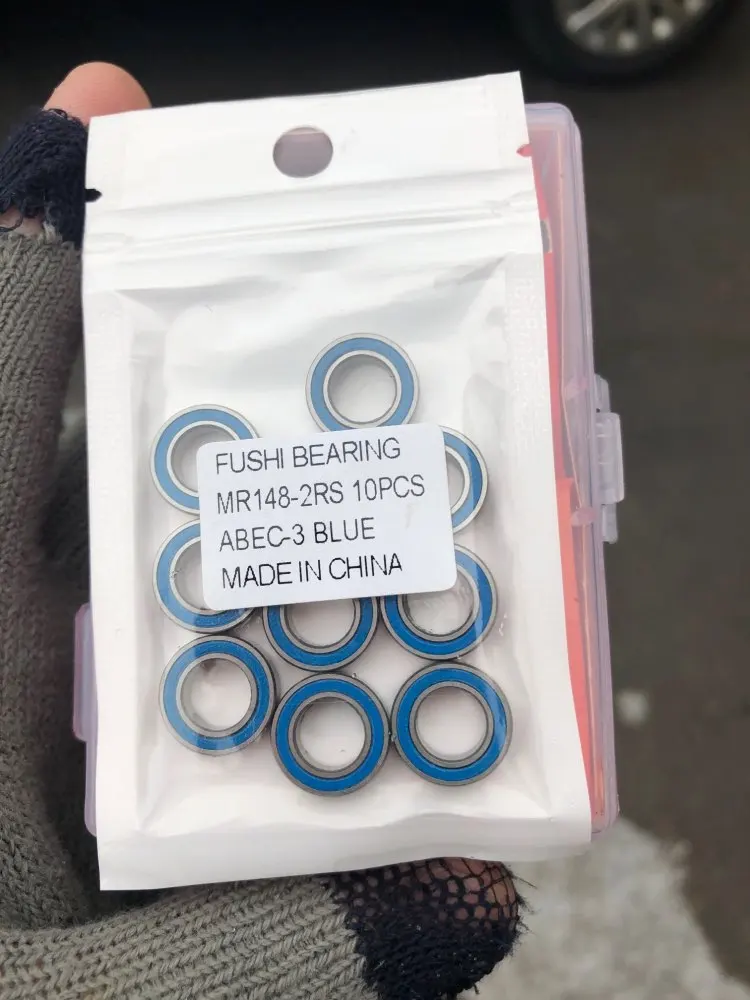 FUSHI BEARING
MR148-2RS 10PCS
ABEC-3 BLUE
MADE IN CHINA